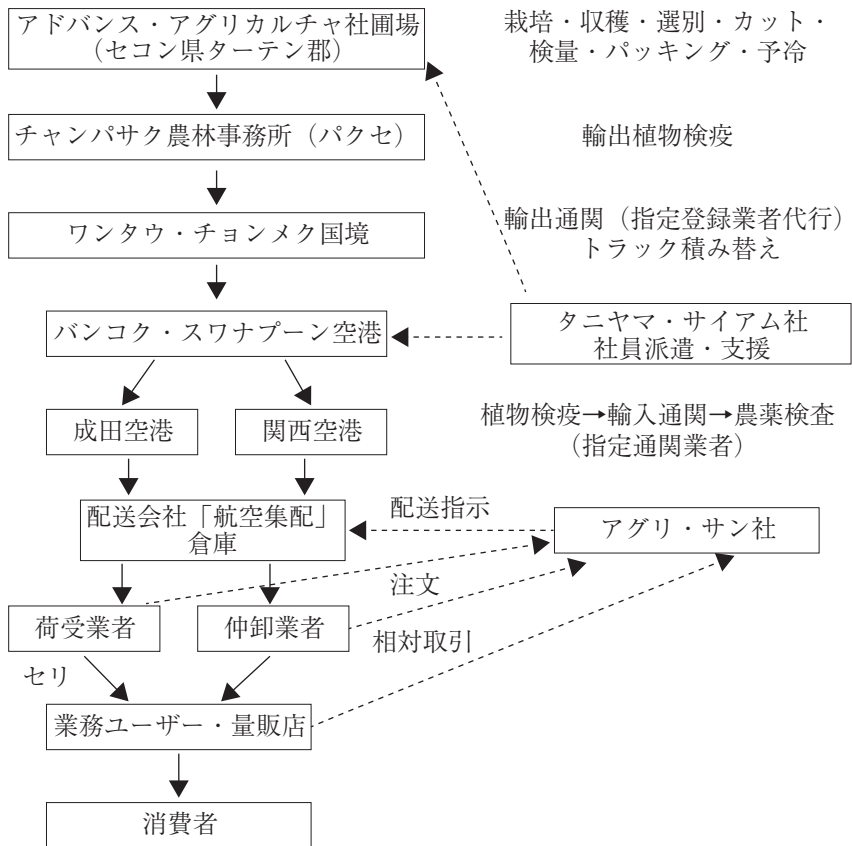 アドバンス・アグリカルチャ社圃場
（セコン県ターテン郡）
栽培・収穫・選別・カット・
検量・パッキング・予冷
チャンパサク農林事務所（パクセ）
輸出植物検疫
ワンタウ・チョンメク国境
輸出通関（指定登録業者代行）
トラック積み替え
バンコク・スワナプーン空港
タニヤマ・サイアム社
社員派遣・支援
成田空港
関西空港
植物検疫→輸入通関→農薬検査
（指定通関業者）
配送会社「航空集配」
倉庫
配送指示
アグリ・サン社
注文
荷受業者
仲卸業者
相対取引
セリ
業務ユーザー・量販店
消費者